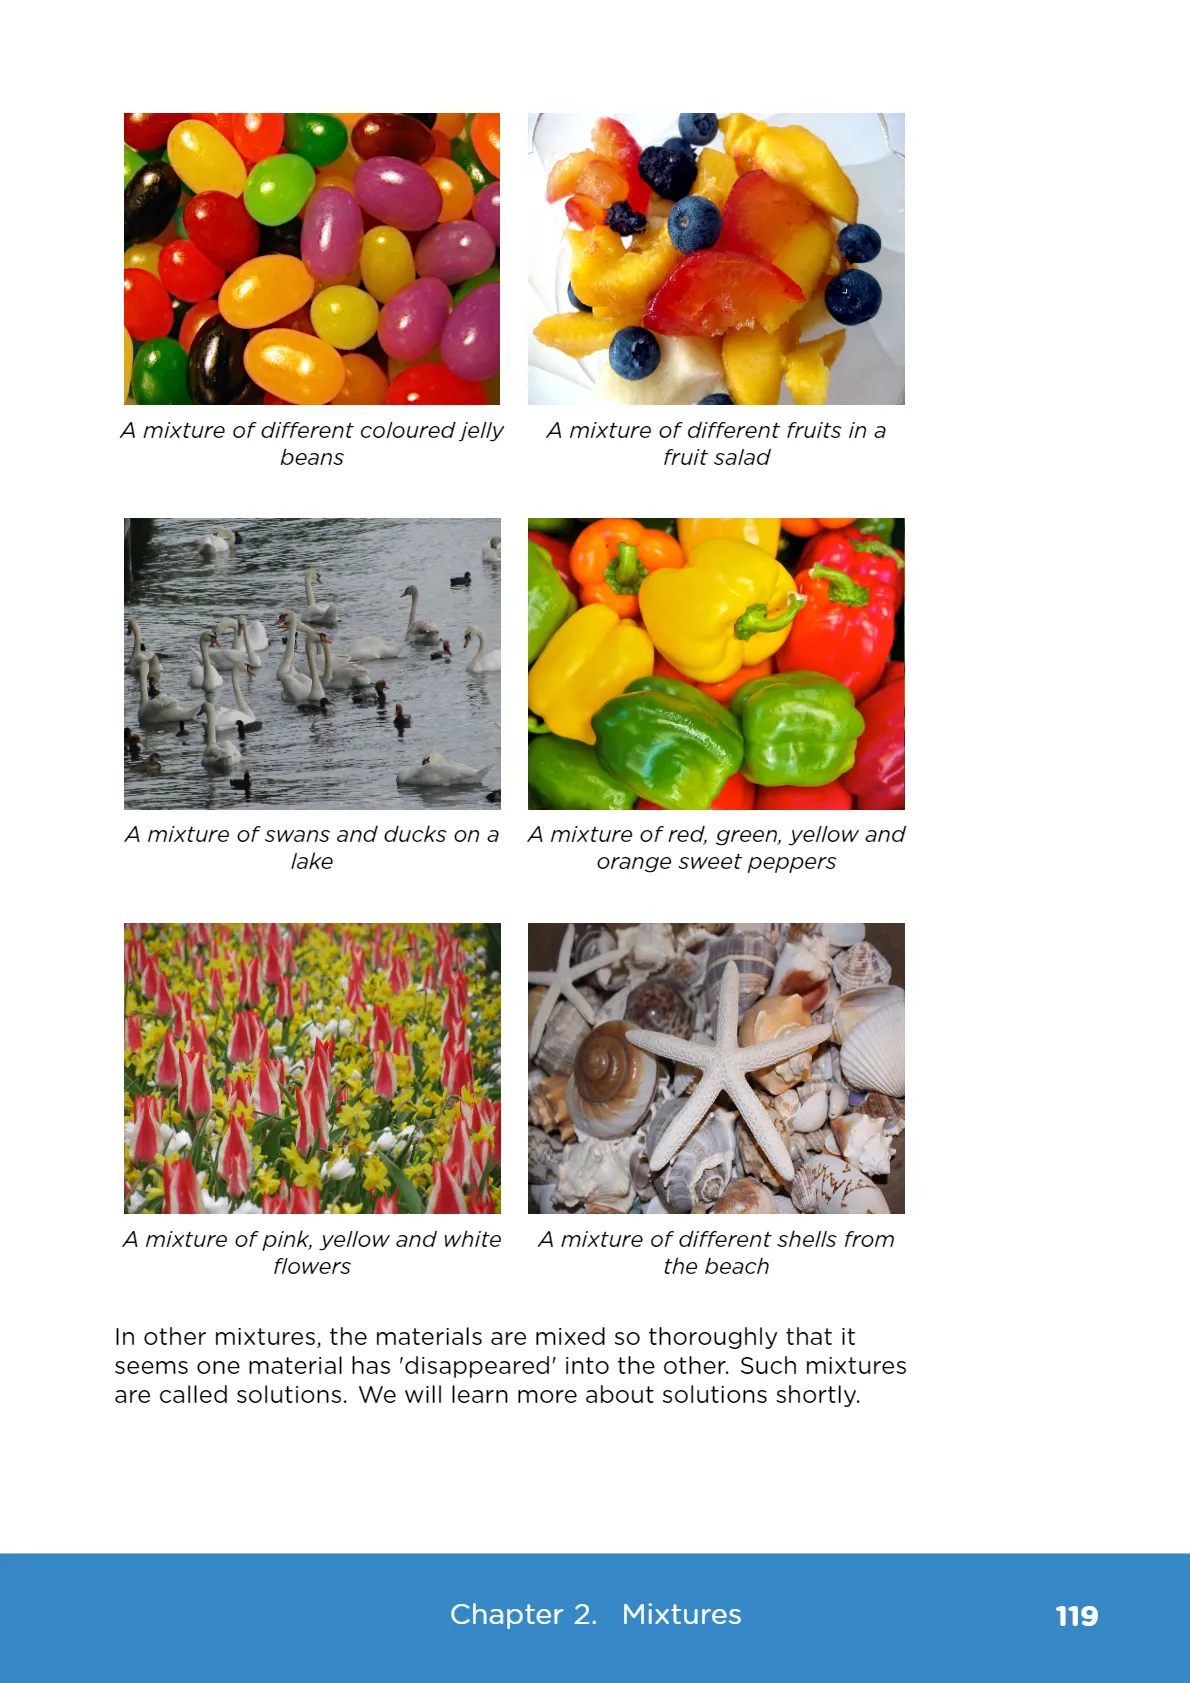 A mixture of different coloured jelly
beans
A mixture of different fruits in a
fruit salad
A mixture of swans and ducks on a
lake
A mixture of red, green, yellow and
orange sweet peppers
A mixture of pink, yellow and white
flowers
A mixture of different shells from
the beach
In other mixtures, the materials are mixed so thoroughly that it
seems one material has 'disappeared' into the other. Such mixtures
are called solutions. We will learn more about solutions shortly.
Chapter 2. Mixtures
119